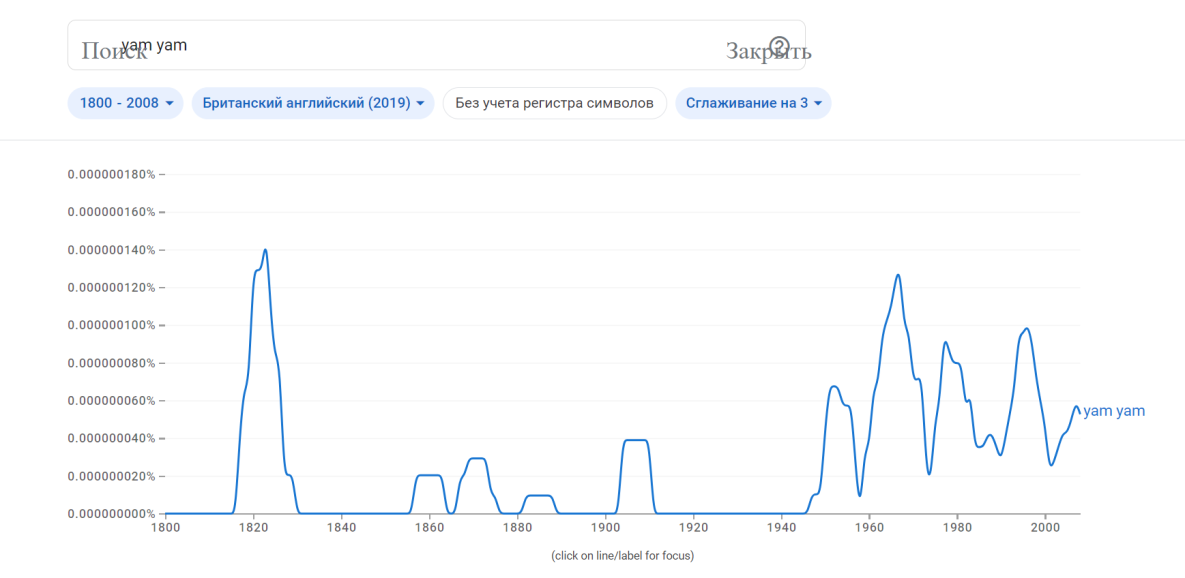 yam yam
Поиск
Закрыть
1800 - 2008
Британский английский (2019)
Без учета регистра символов
Сглаживание на 3
0.000000180%
0.000000160%
0.000000140%
0.000000120%
0.000000100%
0.000000080%
0.000000060%
0.000000040%
0.000000020%
0.000000000%
yam yam
1800 1820 1840 1860 1880 1900 1920 1940 1960 1980 2000
(click on line/label for focus)